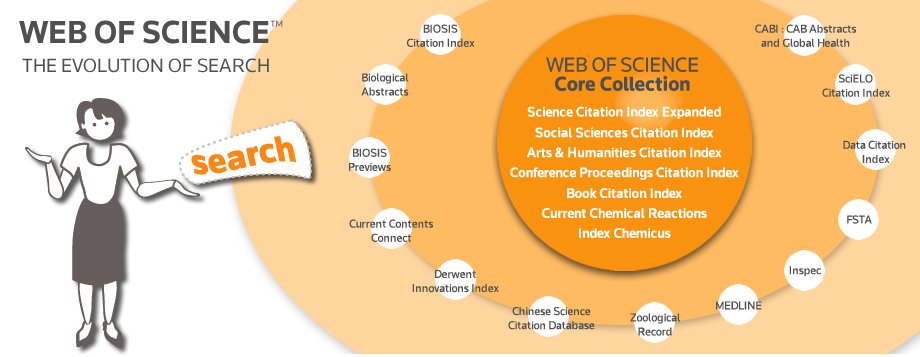 WEB OF SCIENCE™
THE EVOLUTION OF SEARCH
search
WEB OF SCIENCE
Core Collection
Science Citation Index Expanded
Social Sciences Citation Index
Arts & Humanities Citation Index
Conference Proceedings Citation Index
Book Citation Index
Current Chemical Reactions
Index Chemicus
BIOSIS
Citation Index
Biological
Abstracts
BIOSIS
Previews
Current Contents
Connect
Derwent
Innovations Index
Chinese Science
Citation Database
Zoological
Record
MEDLINE
Inspec
FSTA
Data Citation
Index
SciELO
Citation Index
CABI : CAB Abstracts
and Global Health